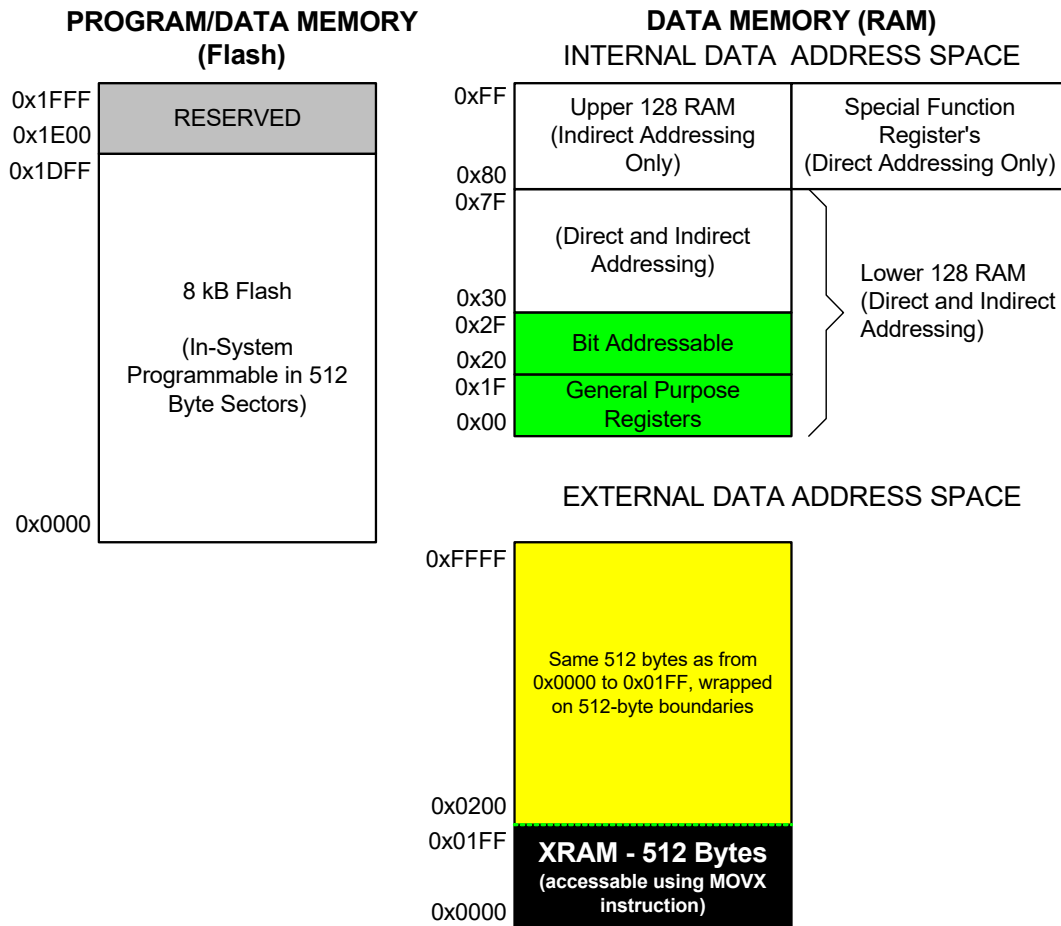 PROGRAM/DATA MEMORY
(Flash)
0x1FFF
0x1E00
0x1DFF
0x0000
RESERVED
8 kB Flash
(In-System
Programmable in 512
Byte Sectors)
DATA MEMORY (RAM)
INTERNAL DATA ADDRESS SPACE
0xFF
0x80
0x7F
0x30
0x2F
0x20
0x1F
0x00
Upper 128 RAM
(Indirect Addressing
Only)
Special Function
Register's
(Direct Addressing Only)
(Direct and Indirect
Addressing)
Lower 128 RAM
(Direct and Indirect
Addressing)
Bit Addressable
General Purpose
Registers
EXTERNAL DATA ADDRESS SPACE
0xFFFF
0x0200
0x01FF
0x0000
Same 512 bytes as from
0x0000 to 0x01FF, wrapped
on 512-byte boundaries
XRAM - 512 Bytes
(accessable using MOVX
instruction)